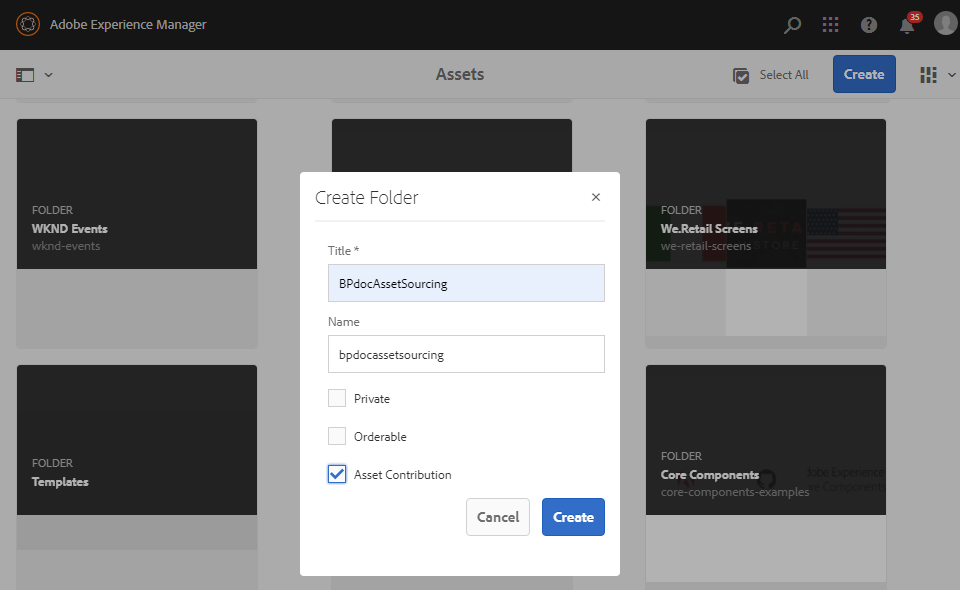 Adobe Experience Manager
35
Assets
Select All
Create
FOLDER
WKND Events
wknd-events
FOLDER
We.Retail Screens
we-retail-screens
Create Folder
Title *
BPdocAssetSourcing
Name
bpdocassetsourcing
Private
Orderable
Asset Contribution
Cancel
Create
FOLDER
Templates
FOLDER
Core Components
core-components-examples